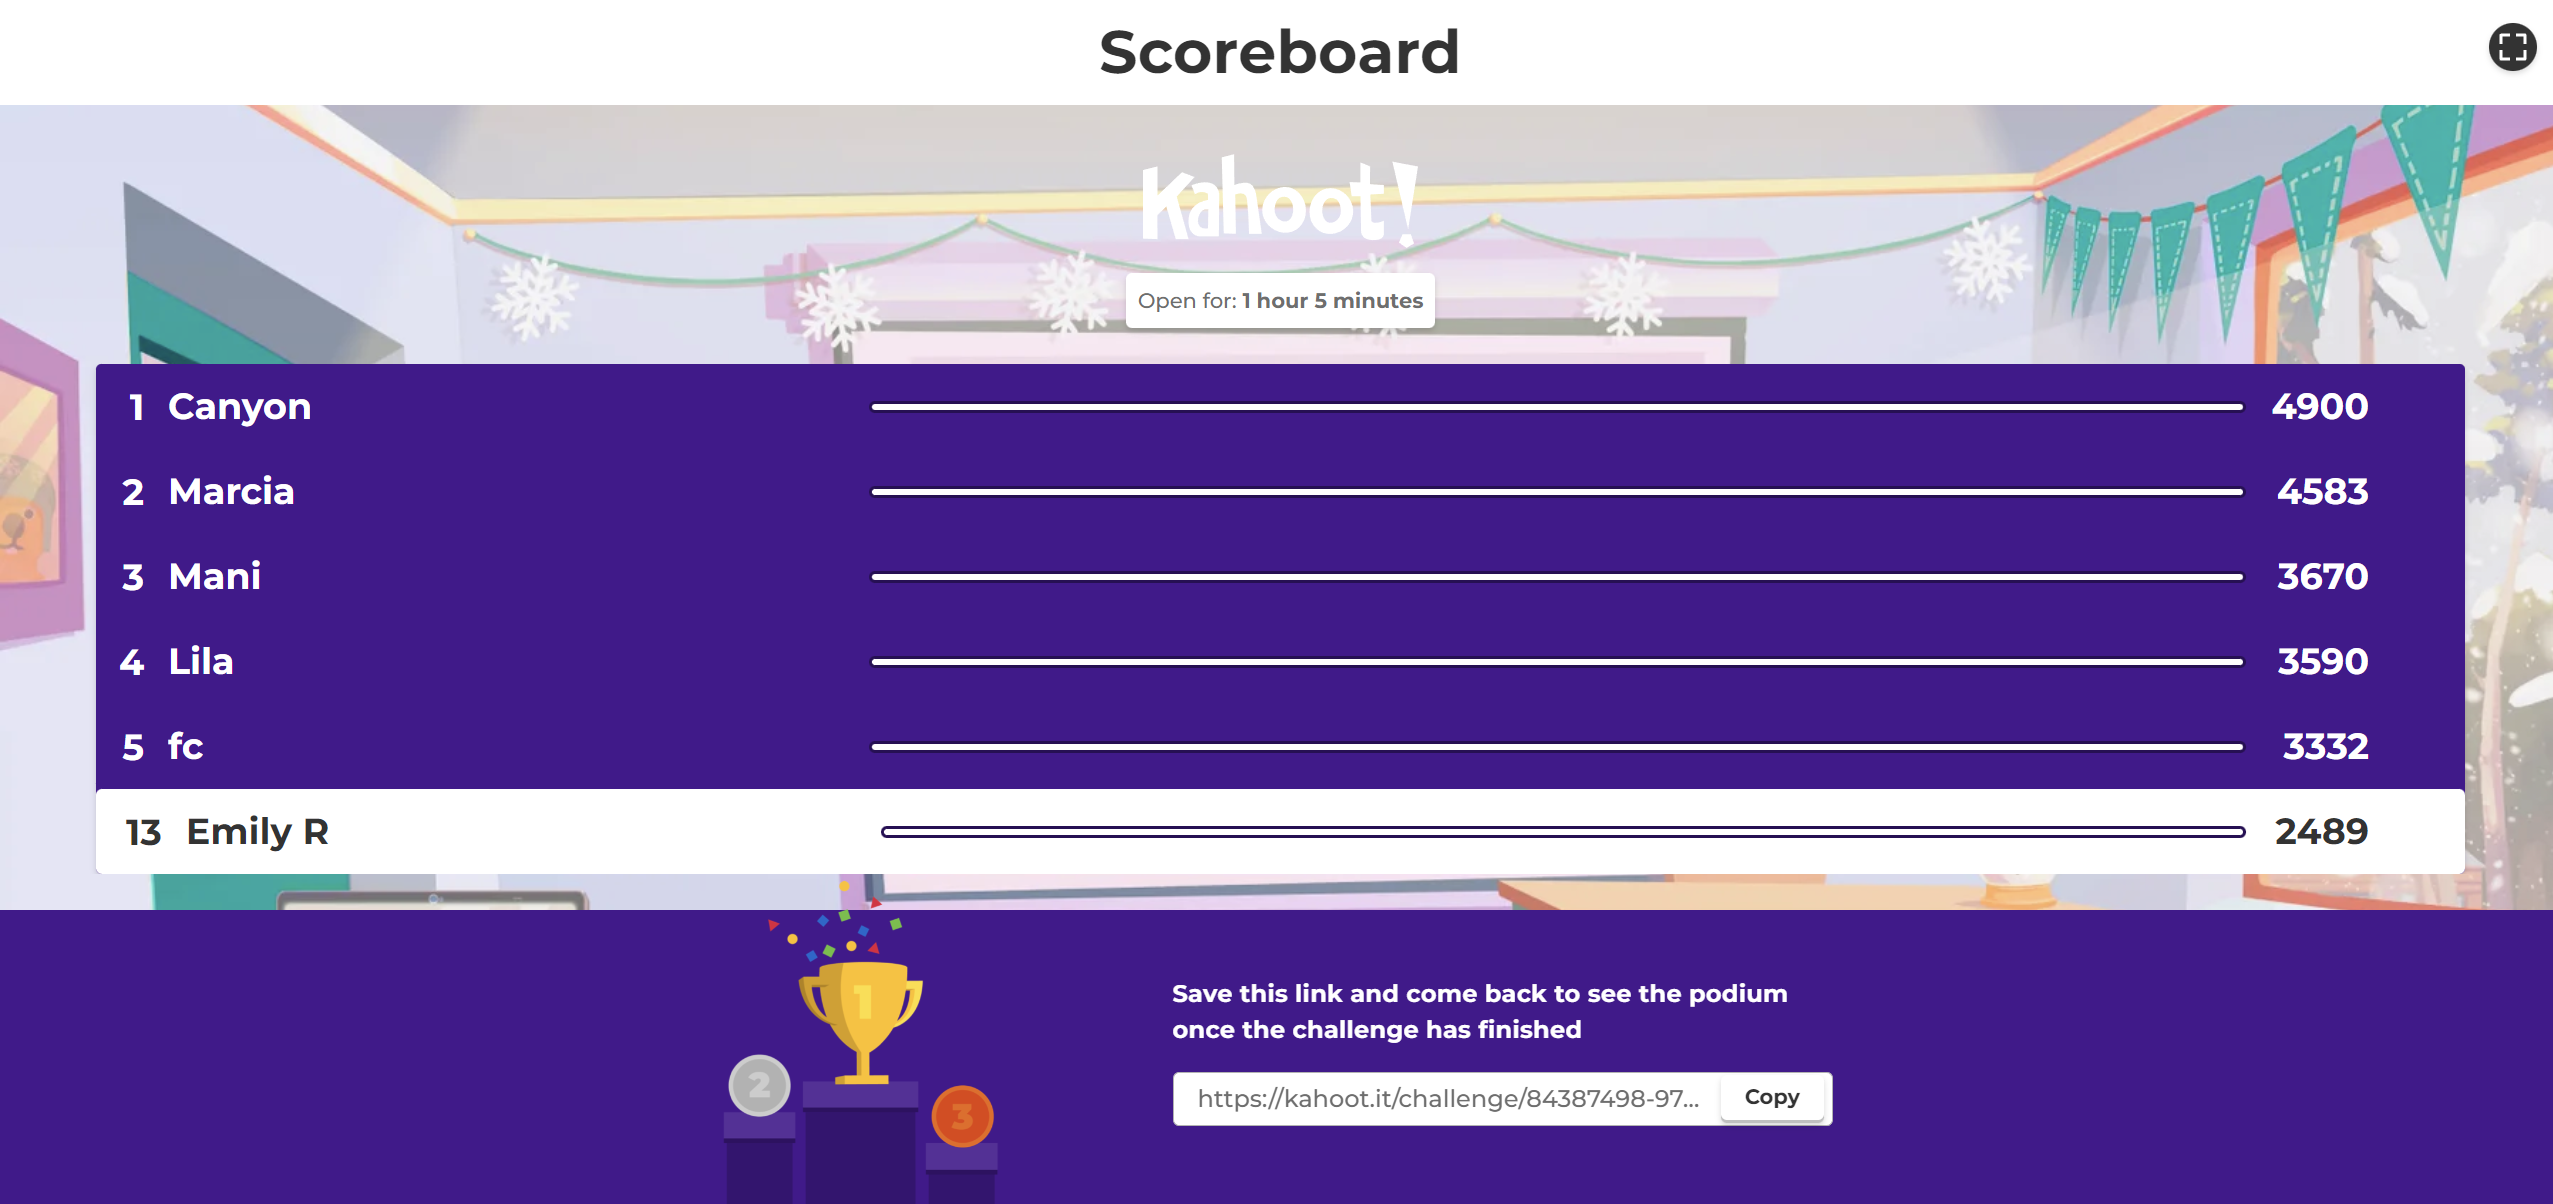 Scoreboard
Kahoot!
Open for: 1 hour 5 minutes
1 Canyon 4900
2 Marcia 4583
3 Mani 3670
4 Lila 3590
5 fc 3332
13 Emily R 2489
1
2
3
Save this link and come back to see the podium
once the challenge has finished
https://kahoot.it/challenge/84387498-97... Copy